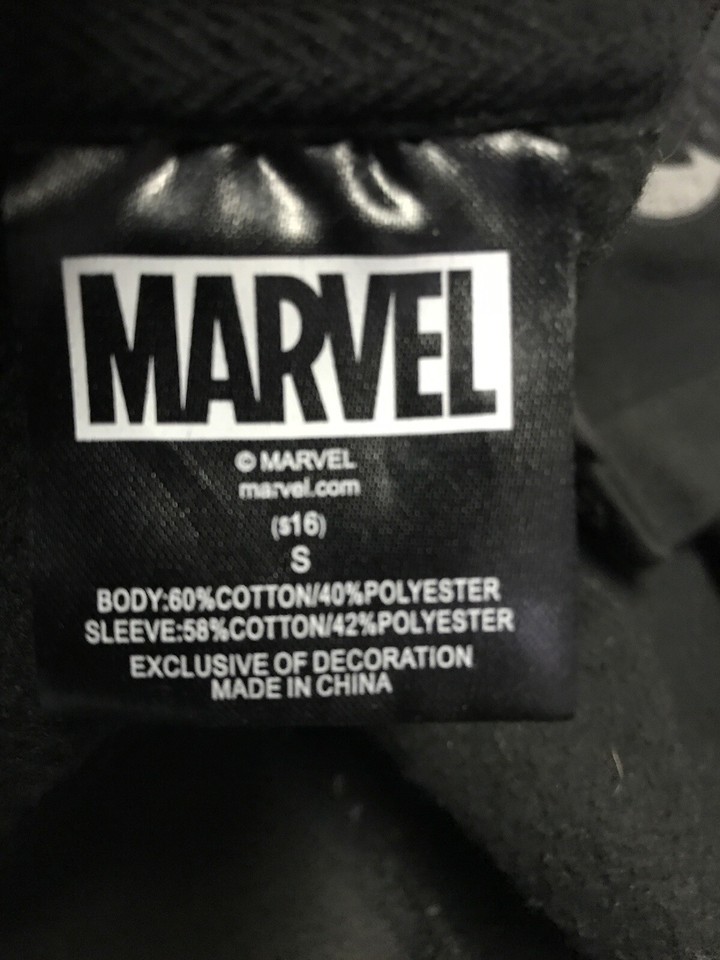 MARVEL
© MARVEL
marvel.com
(s16)
S
BODY:60%COTTON/40%POLYESTER
SLEEVE:58%COTTON/42%POLYESTER
EXCLUSIVE OF DECORATION
MADE IN CHINA